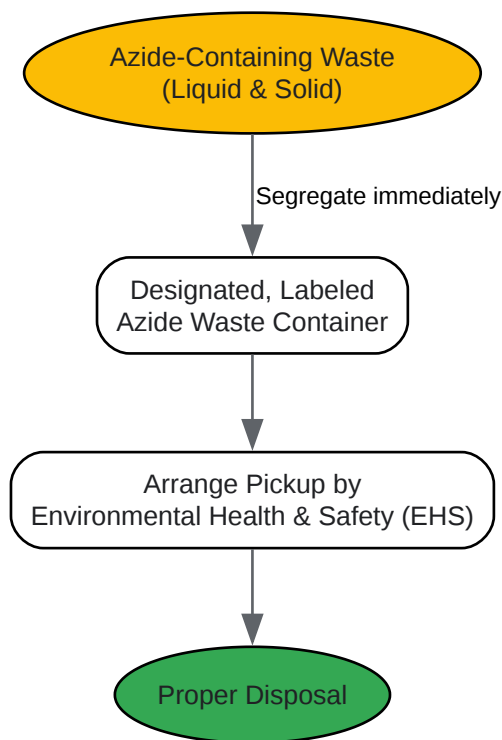 Azide-Containing Waste
(Liquid & Solid)
Segregate immediately
Designated, Labeled
Azide Waste Container
Arrange Pickup by
Environmental Health & Safety (EHS)
Proper Disposal